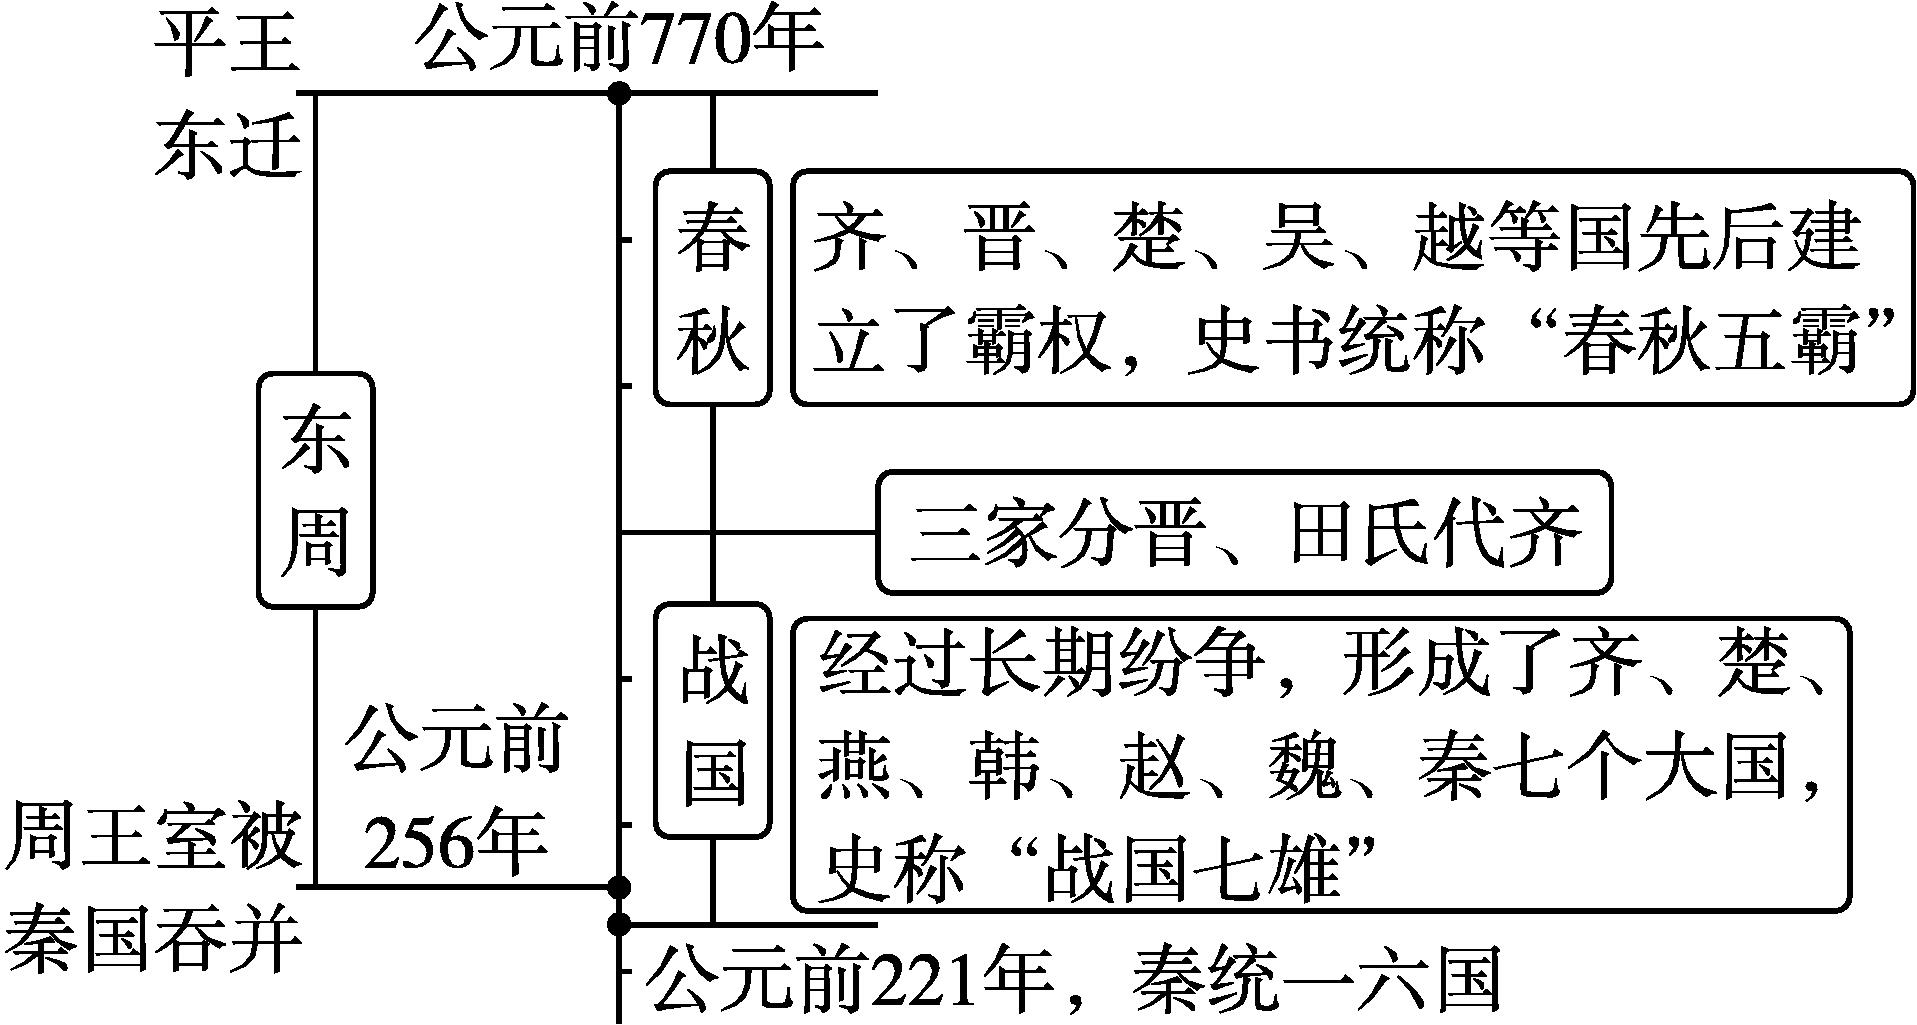 平王
东迁
公元前770年
春
秋
齐、晋、楚、吴、越等国先后建
立了霸权，史书统称“春秋五霸”
东
周
三家分晋、田氏代齐
战
国
经过长期纷争，形成了齐、楚、
燕、韩、赵、魏、秦七个大国，
史称“战国七雄”
公元前
256年
周王室被
秦国吞并
公元前221年，秦统一六国